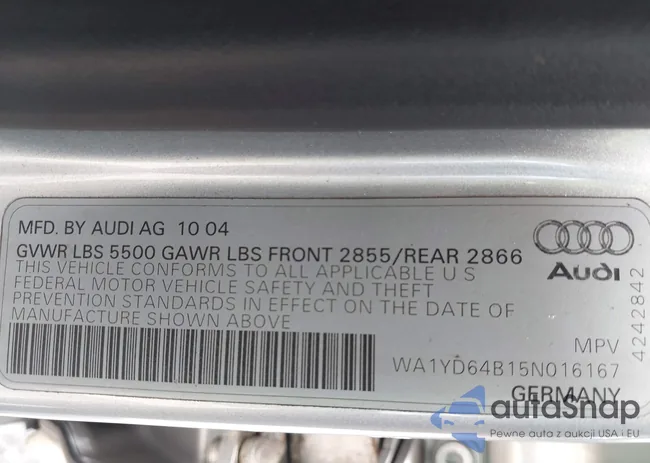 MFD. BY AUDI AG 10 04
GVWR LBS 5500 GAWR LBS FRONT 2855/REAR 2866
THIS VEHICLE CONFORMS TO ALL APPLICABLE U S
FEDERAL MOTOR VEHICLE SAFETY AND THEFT
PREVENTION STANDARDS IN EFFECT ON THE DATE OF
MANUFACTURE SHOWN ABOVE
Audi
4242842
MPV
WA1YD64B15N016167
GERMANY
autoSnap
Pewne auta z aukcji USA i EU